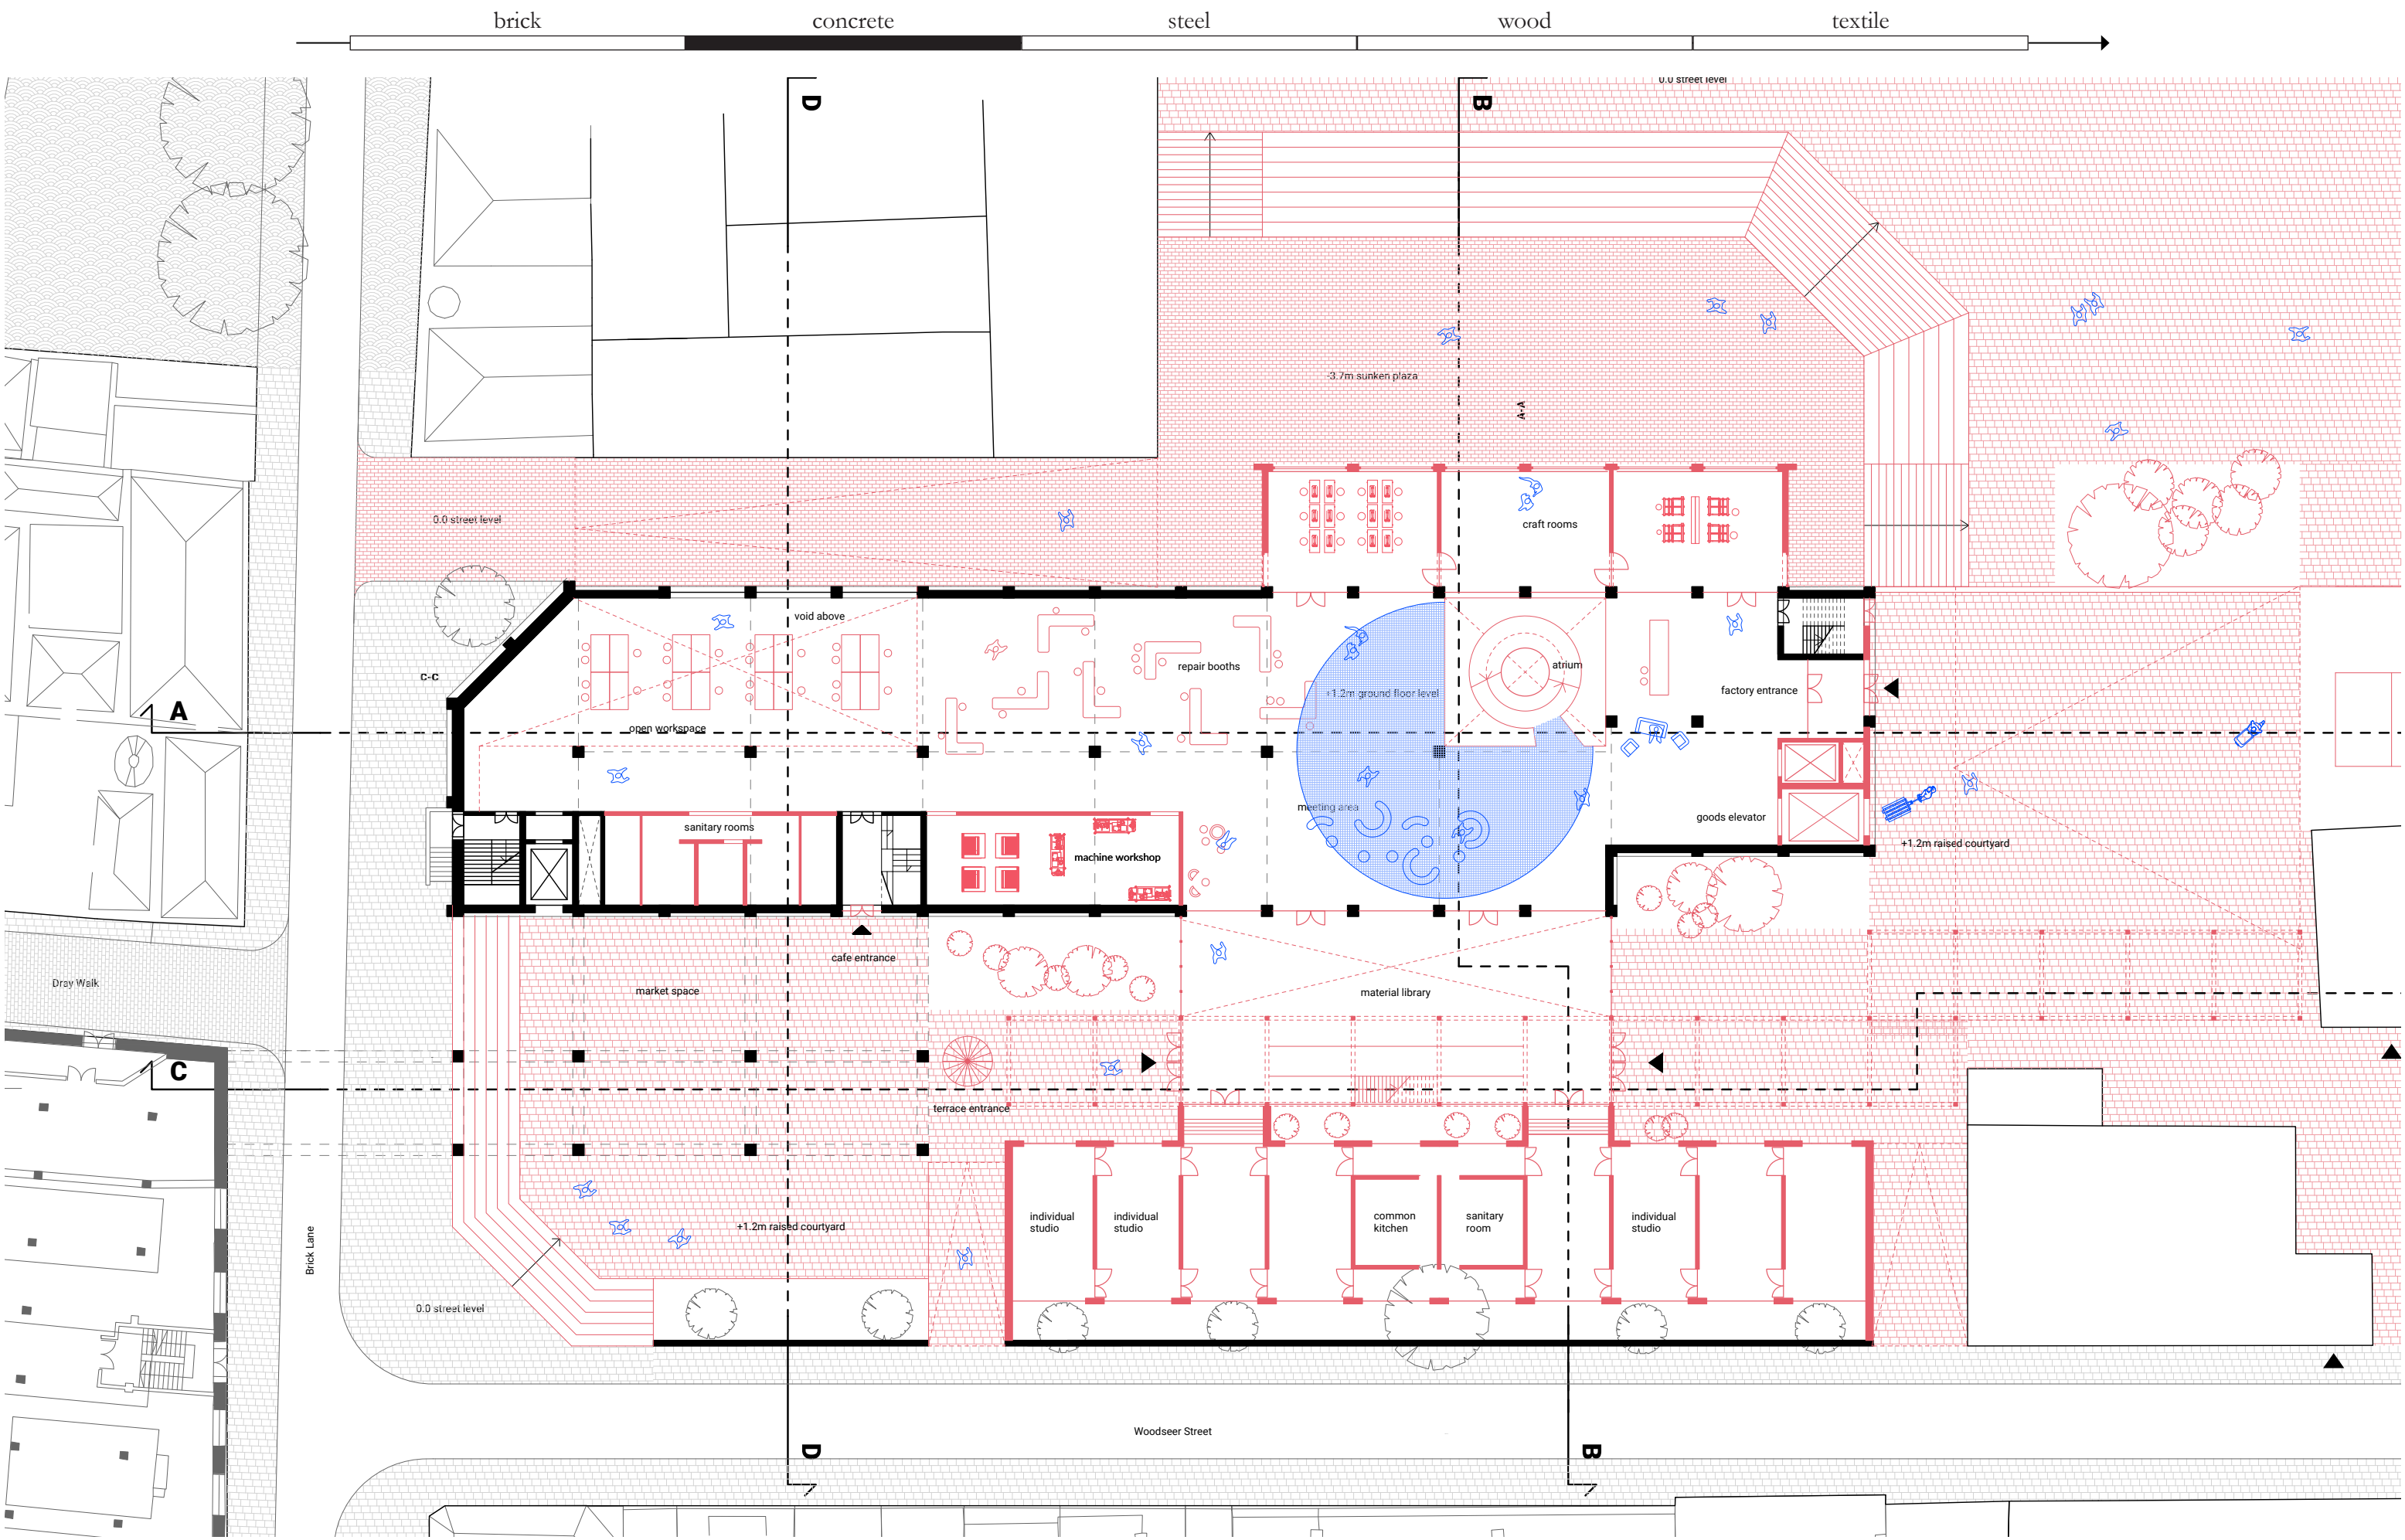 brick
concrete
steel
wood
textile
0.0 street level
D
B
-3.7m sunken plaza
A-A
0.0 street level
craft rooms
void above
repair booths
atrium
C-C
+1.2m ground floor level
factory entrance
A
open workspace
meeting area
goods elevator
sanitary rooms
machine workshop
+1.2m raised courtyard
cafe entrance
Dray Walk
market space
material library
C
terrace entrance
individual
studio
individual
studio
common
kitchen
sanitary
room
individual
studio
+1.2m raised courtyard
Brick Lane
0.0 street level
Woodseer Street
D
B